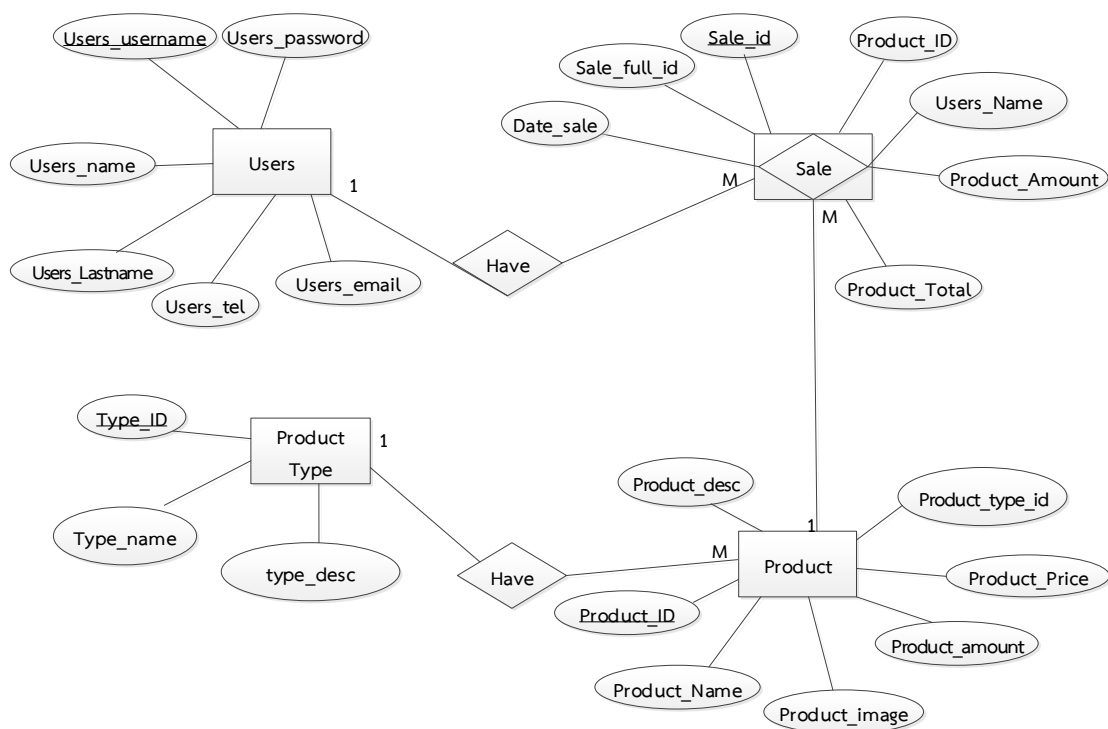 Users_username
Users_password
Sale_id
Product_ID
Sale_full_id
Users_Name
Date_sale
Users_name
Users
Sale
Product_Amount
1
M
M
Users_Lastname
Users_email
Users_tel
Have
Product_Total
Type_ID
Product
Type
1
Product_desc
Product_type_id
Type_name
type_desc
1
M
Have
Product
Product_Price
Product_ID
Product_amount
Product_Name
Product_image